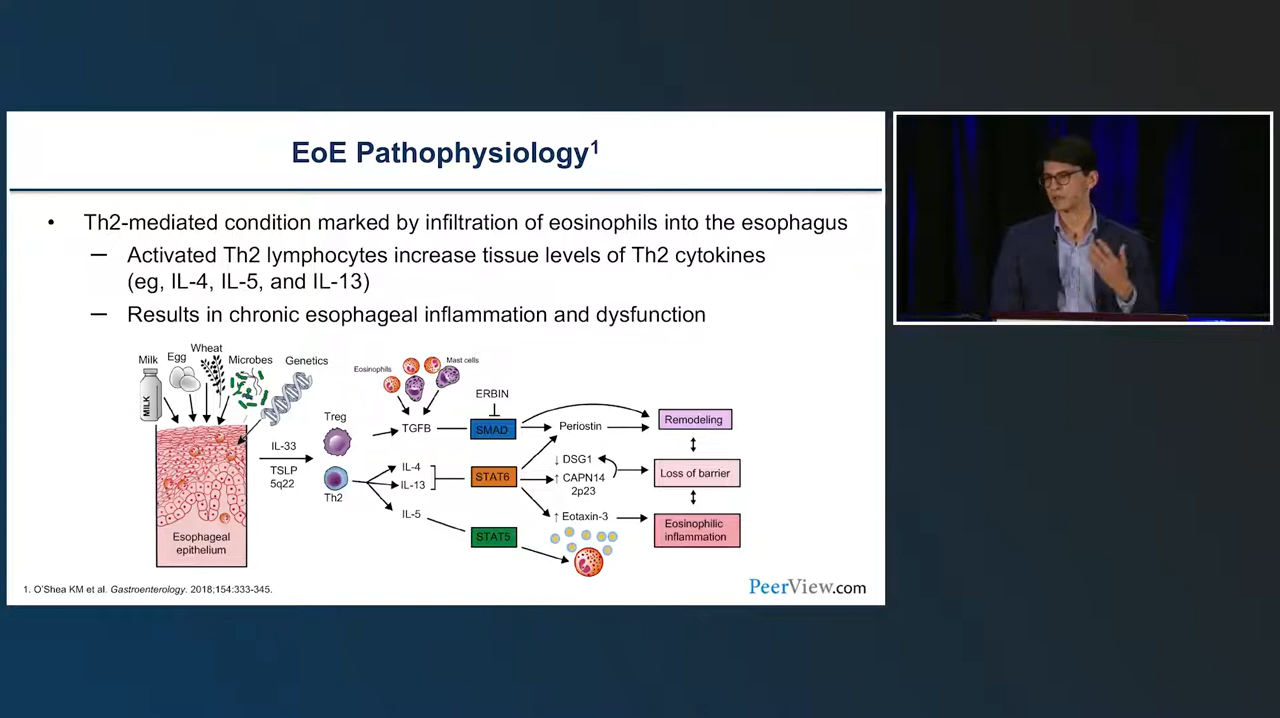 EoE Pathophysiology1
• Th2-mediated condition marked by infiltration of eosinophils into the esophagus
— Activated Th2 lymphocytes increase tissue levels of Th2 cytokines
(eg, IL-4, IL-5, and IL-13)
— Results in chronic esophageal inflammation and dysfunction
Milk
Egg
Wheat
Microbes
Genetics
MILK
Esophageal
epithelium
IL-33
TSLP
5q22
Treg
Th2
Eosinophils
Mast cells
TGFB
IL-4
IL-13
IL-5
ERBIN
SMAD
STAT6
STAT5
Periostin
↓ DSG1
↑ CAPN14
2p23
↑ Eotaxin-3
Remodeling
Loss of barrier
Eosinophilic
inflammation
1. O'Shea KM et al. Gastroenterology. 2018;154:333-345.
PeerView.com